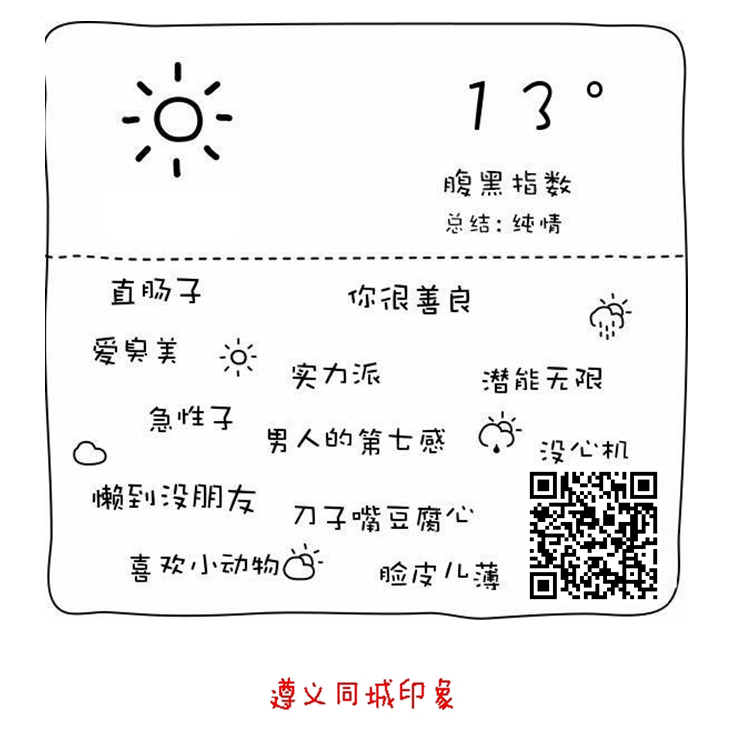 13°
腹黑指数
总结：纯情
直肠子
你很善良
爱臭美
实力派
潜能无限
急性子
男人的第七感
没心机
懒到没朋友
刀子嘴豆腐心
喜欢小动物
脸皮儿薄
遵义同城印象